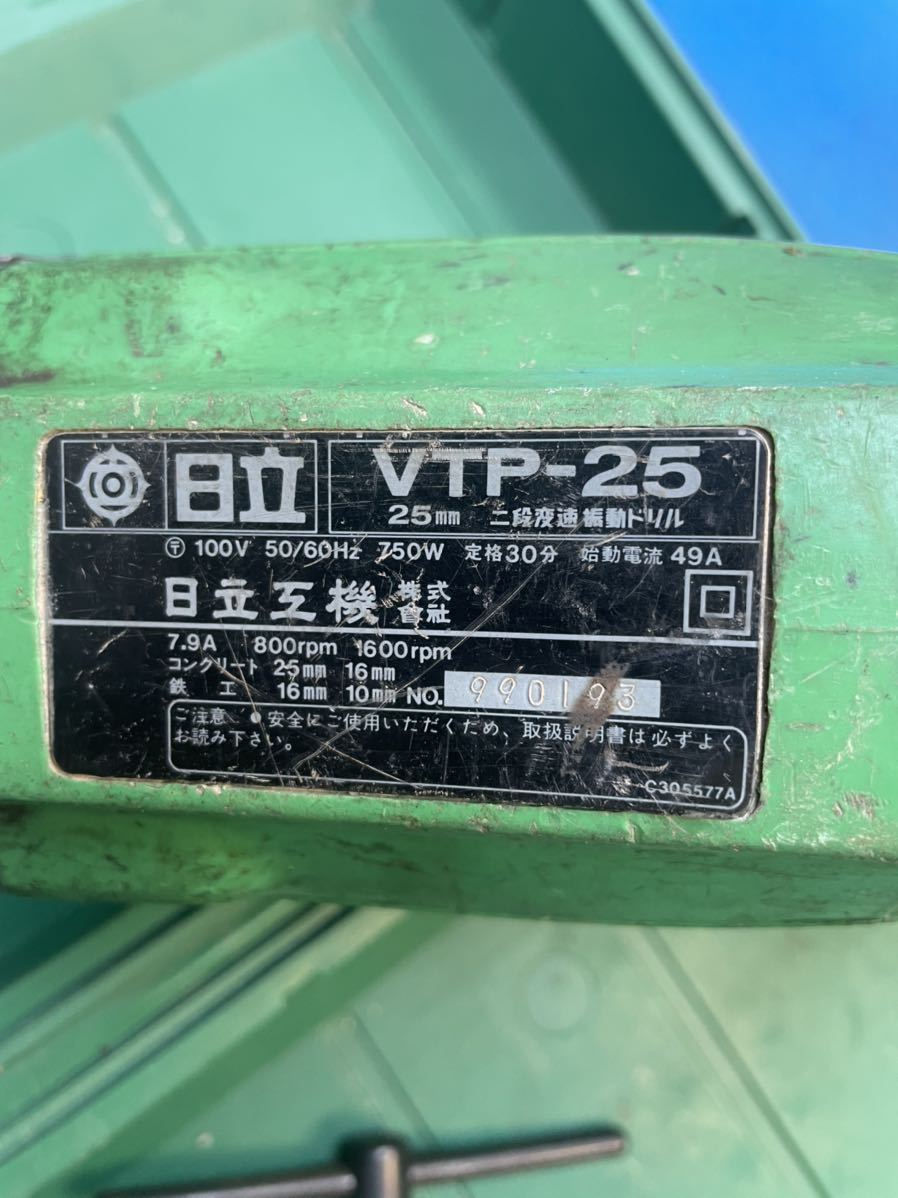 日立
VTP-25
25mm 二段変速振動ドリル
〒 100V 50/60Hz 750W 定格30分 始動電流 49A
日立工機 株式會社
7.9A 800rpm 1600rpm
コンクリート 25mm 16mm
鉄工 16mm 10mm NO. 990193
ご注意 ●安全にご使用いただくため、取扱説明書は必ずよく
お読み下さい。
C305577A